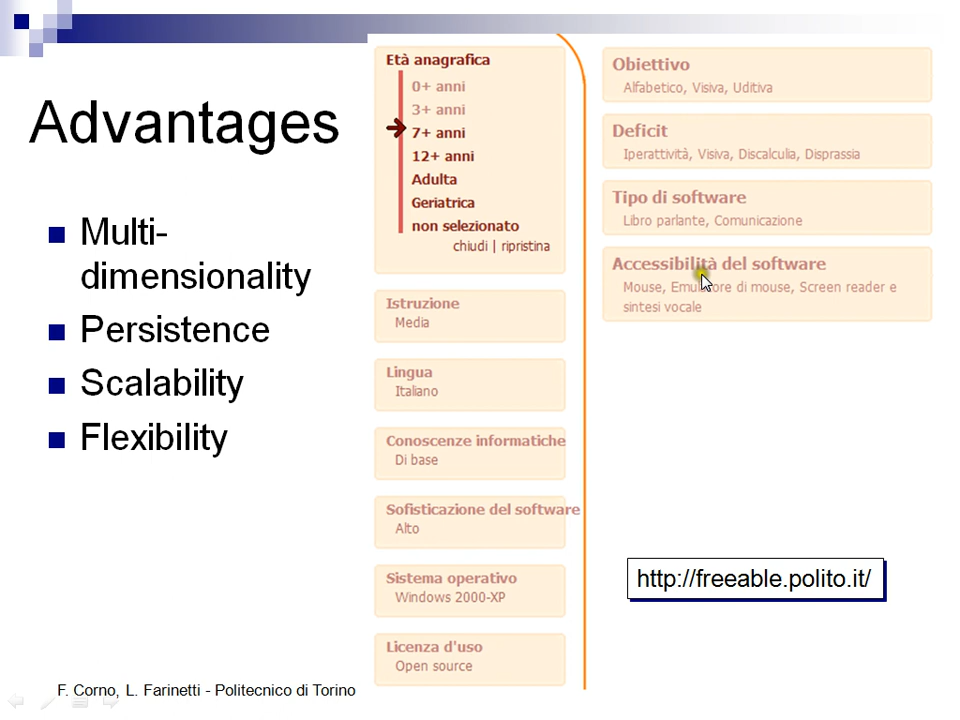 Advantages
Multi-
dimensionality
Persistence
Scalability
Flexibility
Età anagrafica
0+ anni
3+ anni
7+ anni
12+ anni
Adulta
Geriatrica
non selezionato
chiudi | ripristina
Istruzione
Media
Lingua
Italiano
Conoscenze informatiche
Di base
Sofisticazione del software
Alto
Sistema operativo
Windows 2000-XP
Licenza d'uso
Open source
Obiettivo
Alfabetico, Visiva, Uditiva
Deficit
Iperattività, Visiva, Discalculia, Disprassia
Tipo di software
Libro parlante, Comunicazione
Accessibilità del software
Mouse, Emulatore di mouse, Screen reader e
sintesi vocale
http://freeable.polito.it/
F. Corno, L. Farinetti - Politecnico di Torino